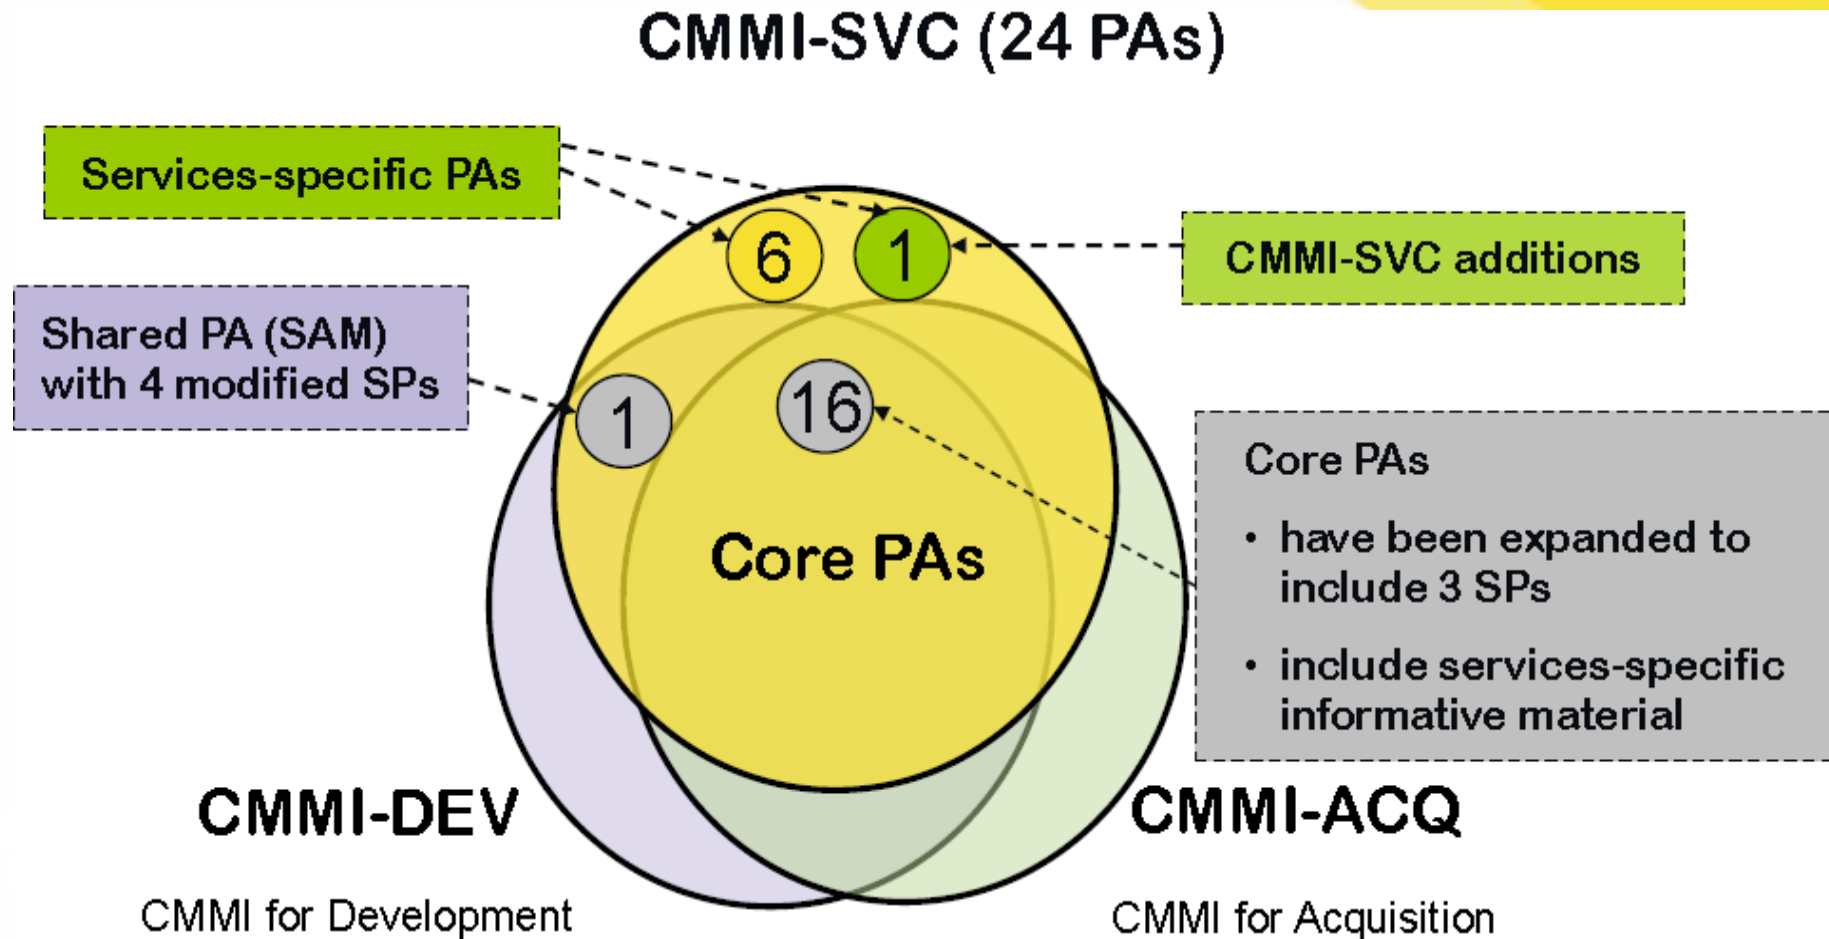 CMMI-SVC (24 PAs)
Services-specific PAs
6
1
CMMI-SVC additions
Shared PA (SAM)
with 4 modified SPs
1
16
Core PAs
Core PAs
• have been expanded to
include 3 SPs
• include services-specific
informative material
CMMI-DEV
CMMI-ACQ
CMMI for Development
CMMI for Acquisition